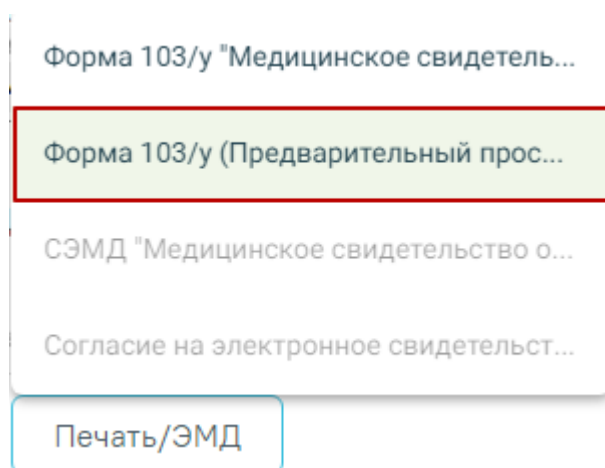 Форма 103/у "Медицинское свидетель...
Форма 103/у (Предварительный прос...
СЭМД "Медицинское свидетельство о...
Согласие на электронное свидетельст...
Печать/ЭМД